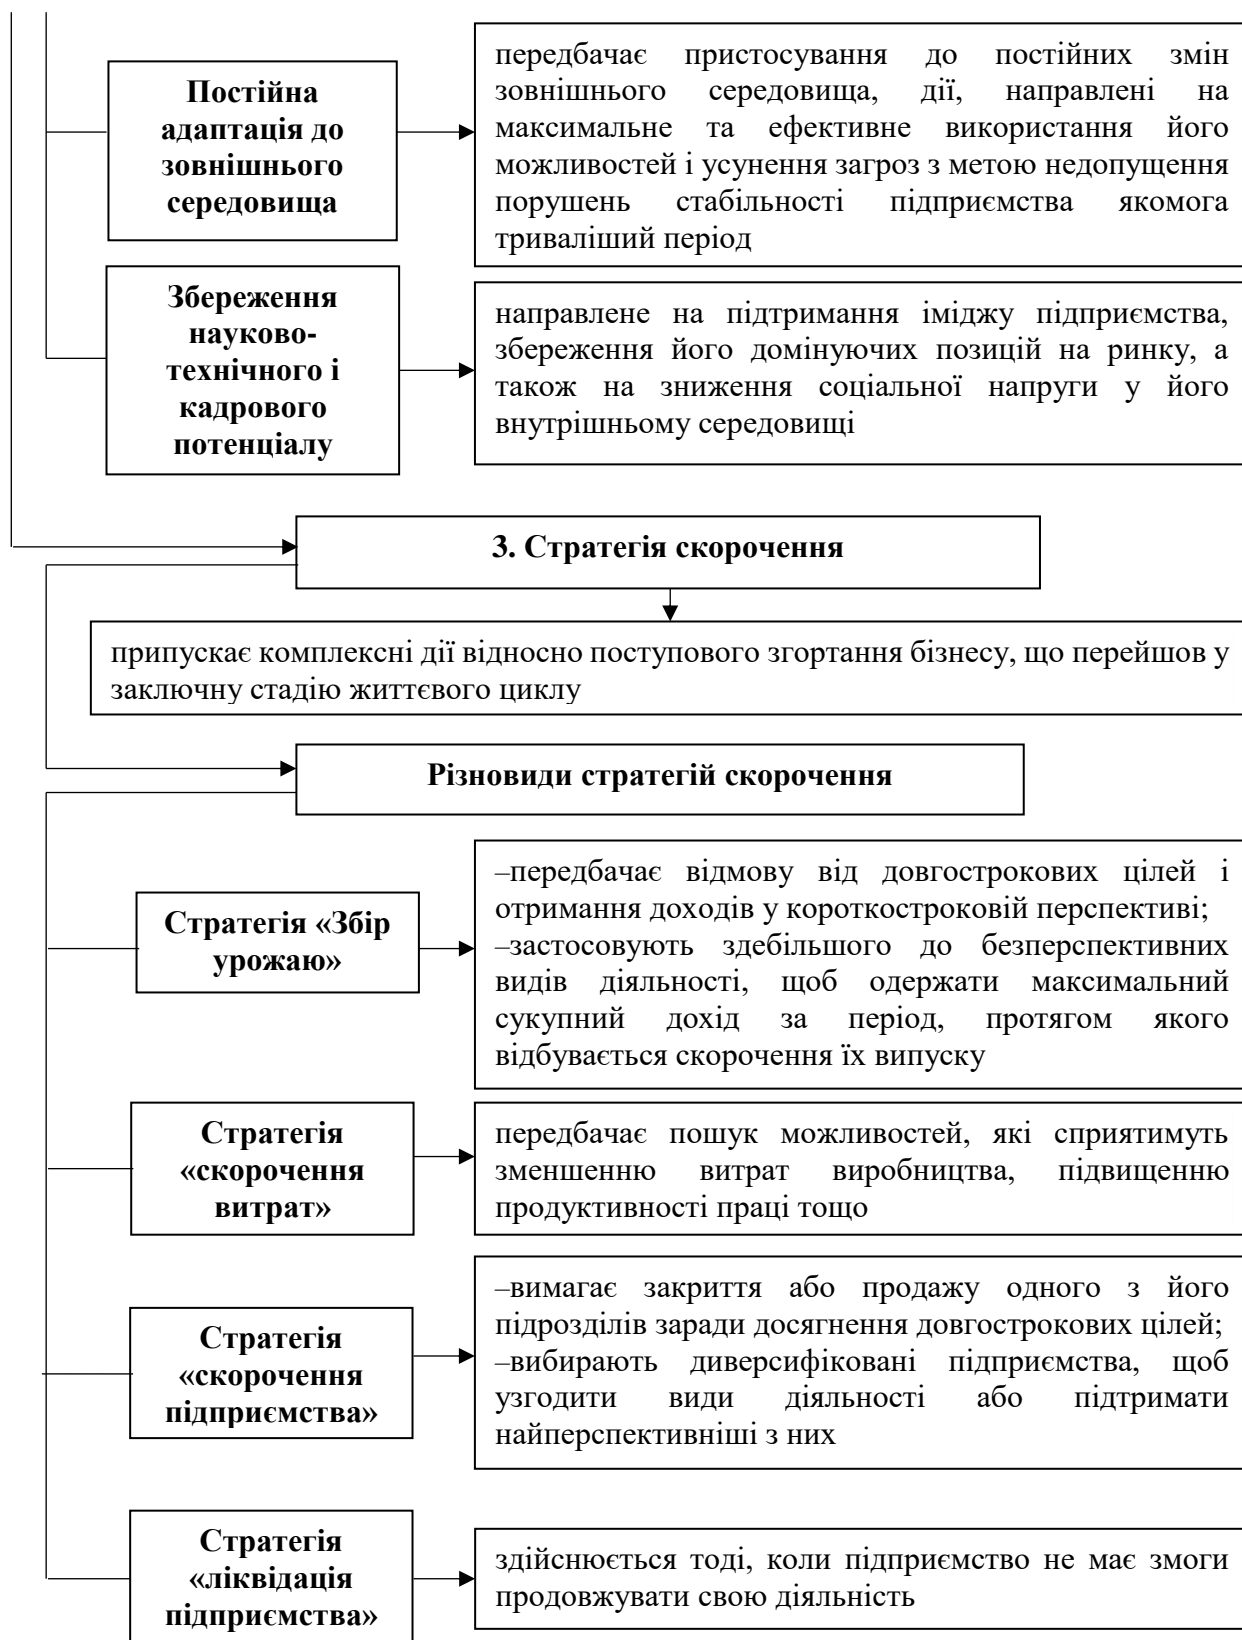 Постійна
адаптація до
зовнішнього
середовища
передбачає пристосування до постійних змін
зовнішнього середовища, дії, направлені на
максимальне та ефективне використання його
можливостей і усунення загроз з метою недопущення
порушень стабільності підприємства якомога
триваліший період
Збереження
науково-
технічного і
кадрового
потенціалу
направлене на підтримання іміджу підприємства,
збереження його домінуючих позицій на ринку, а
також на зниження соціальної напруги у його
внутрішньому середовищі
3. Стратегія скорочення
припускає комплексні дії відносно поступового згортання бізнесу, що перейшов у
заключну стадію життєвого циклу
Різновиди стратегій скорочення
Стратегія «Збір
урожаю»
–передбачає відмову від довгострокових цілей і
отримання доходів у короткостроковій перспективі;
–застосовують здебільшого до безперспективних
видів діяльності, щоб одержати максимальний
сукупний дохід за період, протягом якого
відбувається скорочення їх випуску
Стратегія
«скорочення
витрат»
передбачає пошук можливостей, які сприятимуть
зменшенню витрат виробництва, підвищенню
продуктивності праці тощо
Стратегія
«скорочення
підприємства»
–вимагає закриття або продажу одного з його
підрозділів заради досягнення довгострокових цілей;
–вибирають диверсифіковані підприємства, щоб
узгодити види діяльності або підтримати
найперспективніші з них
Стратегія
«ліквідація
підприємства»
здійснюється тоді, коли підприємство не має змоги
продовжувати свою діяльність